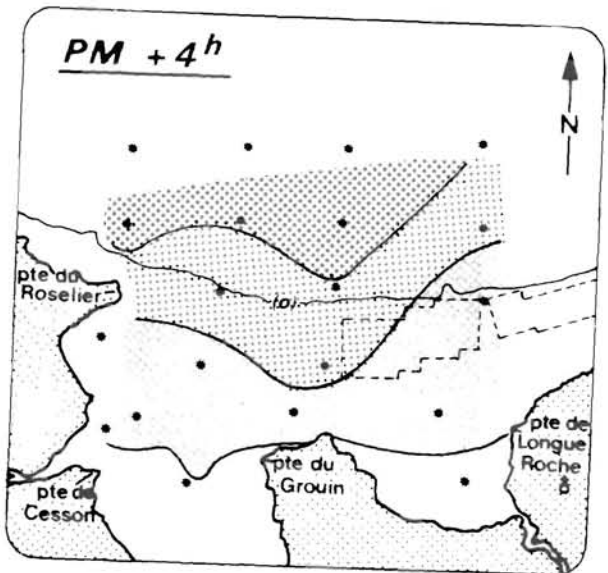 PM + 4h
N
pte du
Roselier
(o)
pte de
Longue
Roche
pte du
Grouin
pte de
Cesson